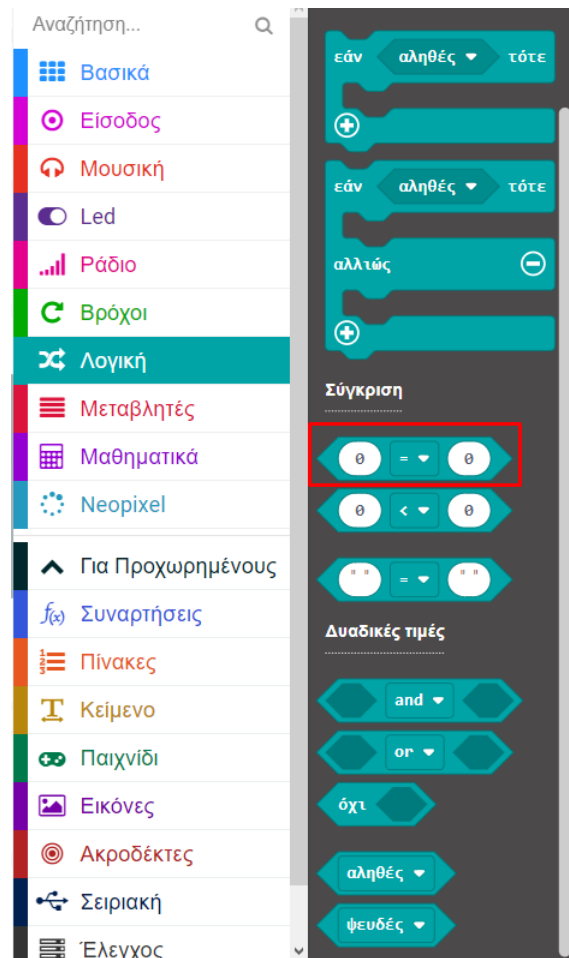 Αναζήτηση...
Βασικά
Είσοδος
Μουσική
Led
Ράδιο
Βρόχοι
Λογική
Μεταβλητές
Μαθηματικά
Neopixel
Για Προχωρημένους
f(x) Συναρτήσεις
Πίνακες
Κείμενο
Παιχνίδι
Εικόνες
Ακροδέκτες
Σειριακή
Έλεγχος
εάν αληθές τότε
εάν αληθές τότε
αλλιώς
Σύγκριση
0 = 0
0 < 0
" " = " "
Δυαδικές τιμές
and
or
όχι
αληθές
ψευδές